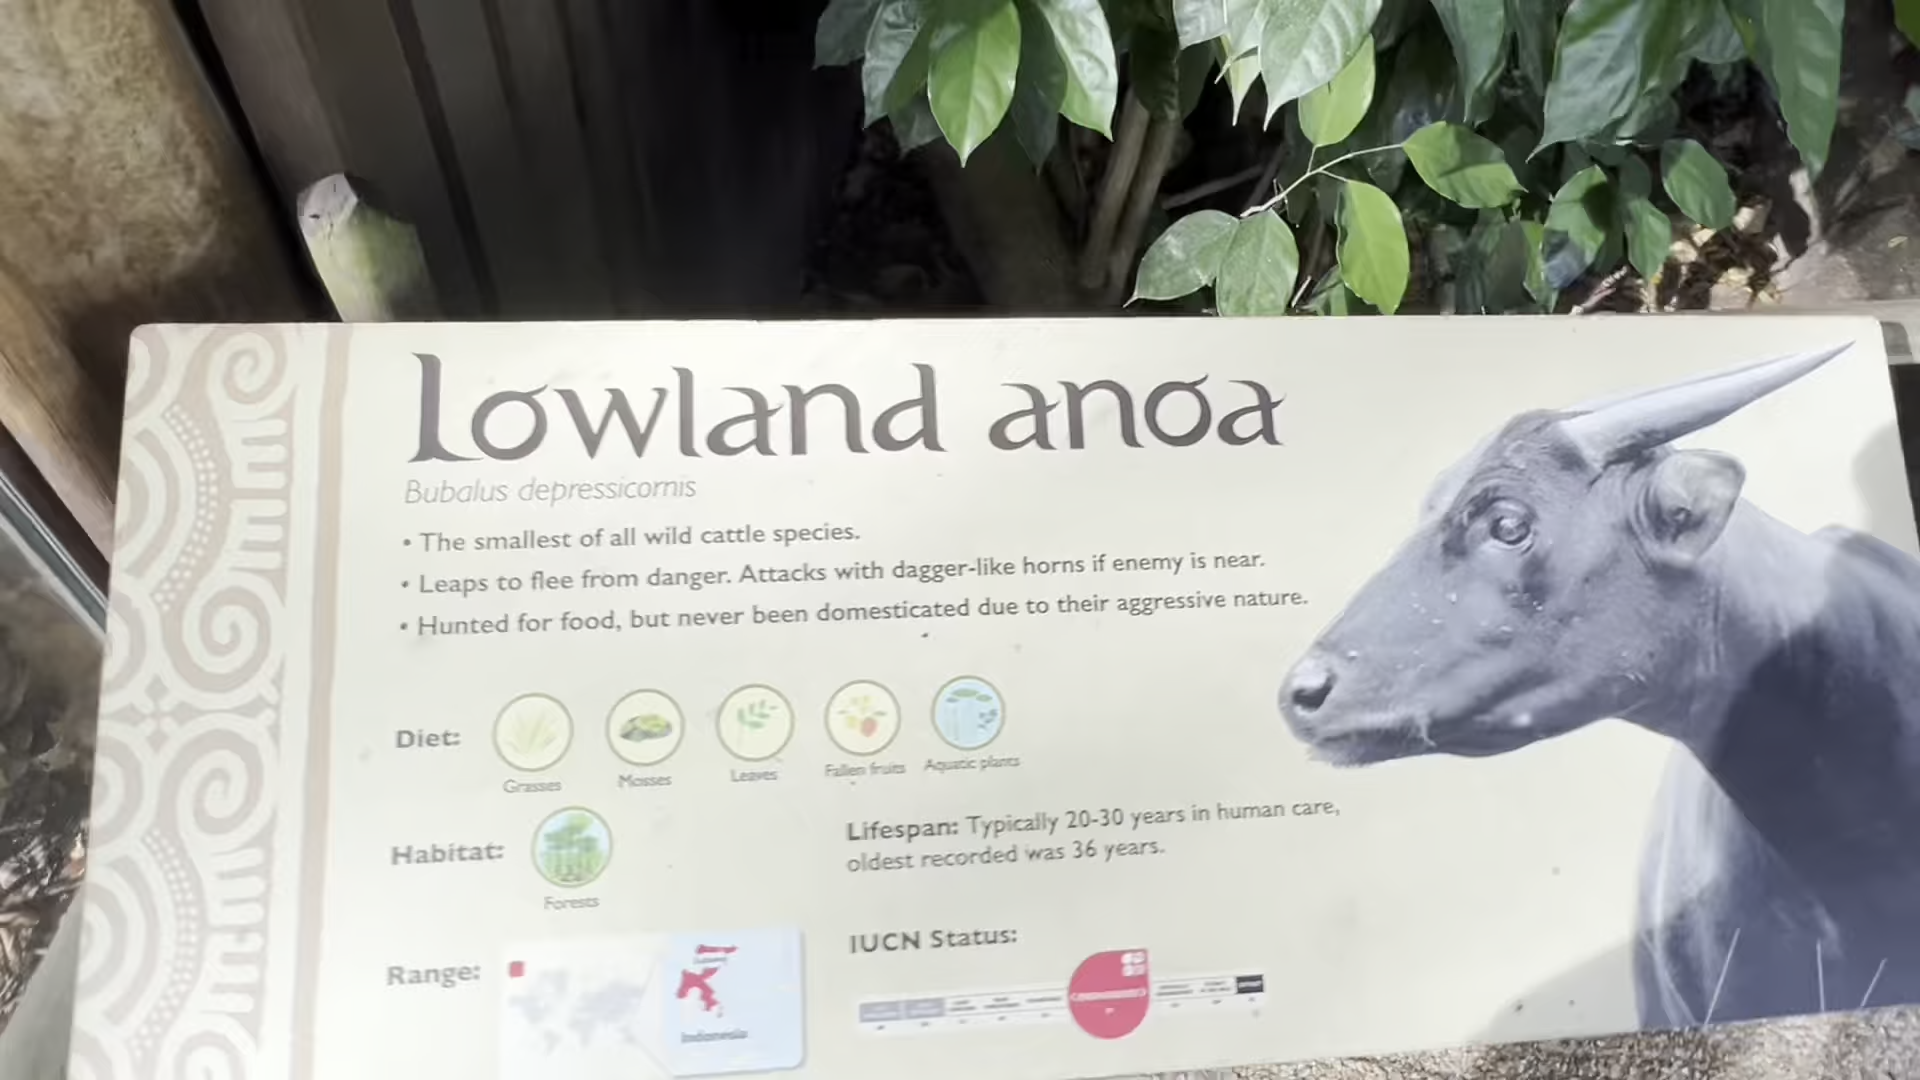 Lowland anoa
Bubalus depressicornis
• The smallest of all wild cattle species.
• Leaps to flee from danger. Attacks with dagger-like horns if enemy is near.
• Hunted for food, but never been domesticated due to their aggressive nature.
Diet:
Grasses
Mosses
Leaves
Fallen fruits
Aquatic plants
Habitat:
Forests
Lifespan: Typically 20-30 years in human care,
oldest recorded was 36 years.
Range:
Indonesia
IUCN Status: